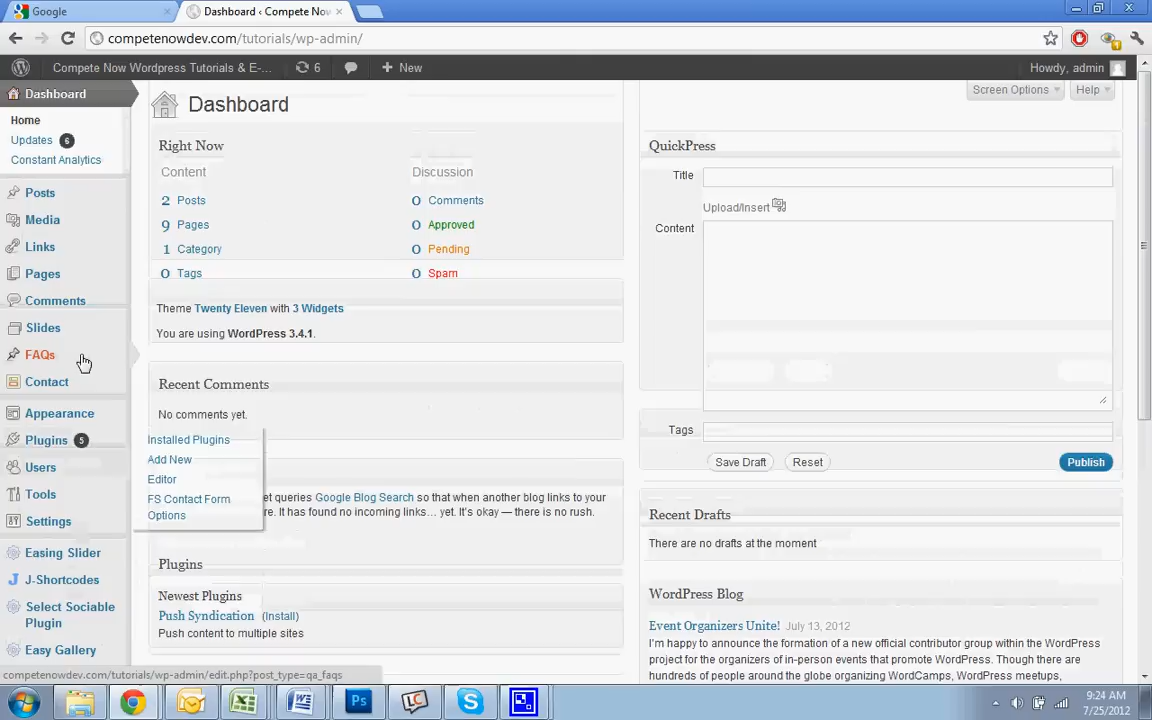 Google
Dashboard ‹ Compete Now
competenowdev.com/tutorials/wp-admin/
Compete Now Wordpress Tutorials & E-...
6
New
Howdy, admin
Dashboard
Home
Updates 6
Constant Analytics
Posts
Media
Links
Pages
Comments
Slides
FAQs
Contact
Appearance
Plugins 5
Users
Tools
Settings
Easing Slider
J-Shortcodes
Select Sociable
Plugin
Easy Gallery
Installed Plugins
Add New
Editor
FS Contact Form
Options
Dashboard
Screen Options
Help
Right Now
Content
Discussion
2 Posts
0 Comments
9 Pages
0 Approved
1 Category
0 Pending
0 Tags
0 Spam
Theme Twenty Eleven with 3 Widgets
You are using WordPress 3.4.1.
Recent Comments
No comments yet.
et queries Google Blog Search so that when another blog links to your
re. It has found no incoming links… yet. It's okay — there is no rush.
Plugins
Newest Plugins
Push Syndication (Install)
Push content to multiple sites
QuickPress
Title
Upload/Insert
Content
Tags
Save Draft
Reset
Publish
Recent Drafts
There are no drafts at the moment
WordPress Blog
Event Organizers Unite! July 13, 2012
I'm happy to announce the formation of a new official contributor group within the WordPress
project for the organizers of in-person events that promote WordPress. Though there are
hundreds of people around the globe organizing WordCamps, WordPress meetups,
competenowdev.com/tutorials/wp-admin/edit.php?post_type=qa_faqs
9:24 AM
7/25/2012